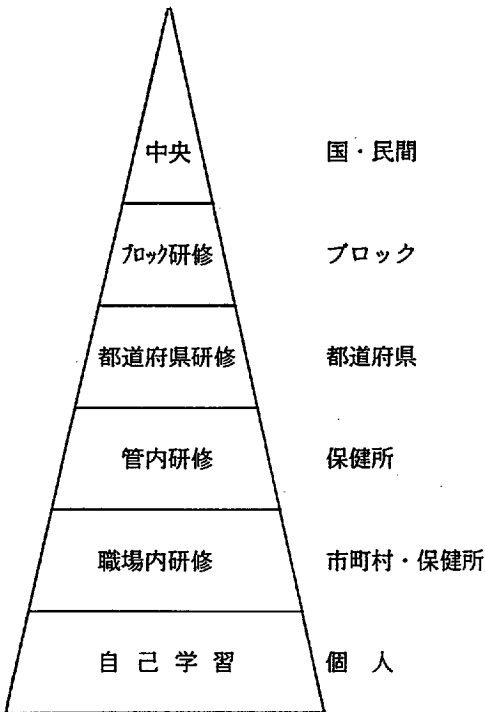 中央 国・民間
ブロック研修 ブロック
都道府県研修 都道府県
管内研修 保健所
職場内研修 市町村・保健所
自己学習 個人